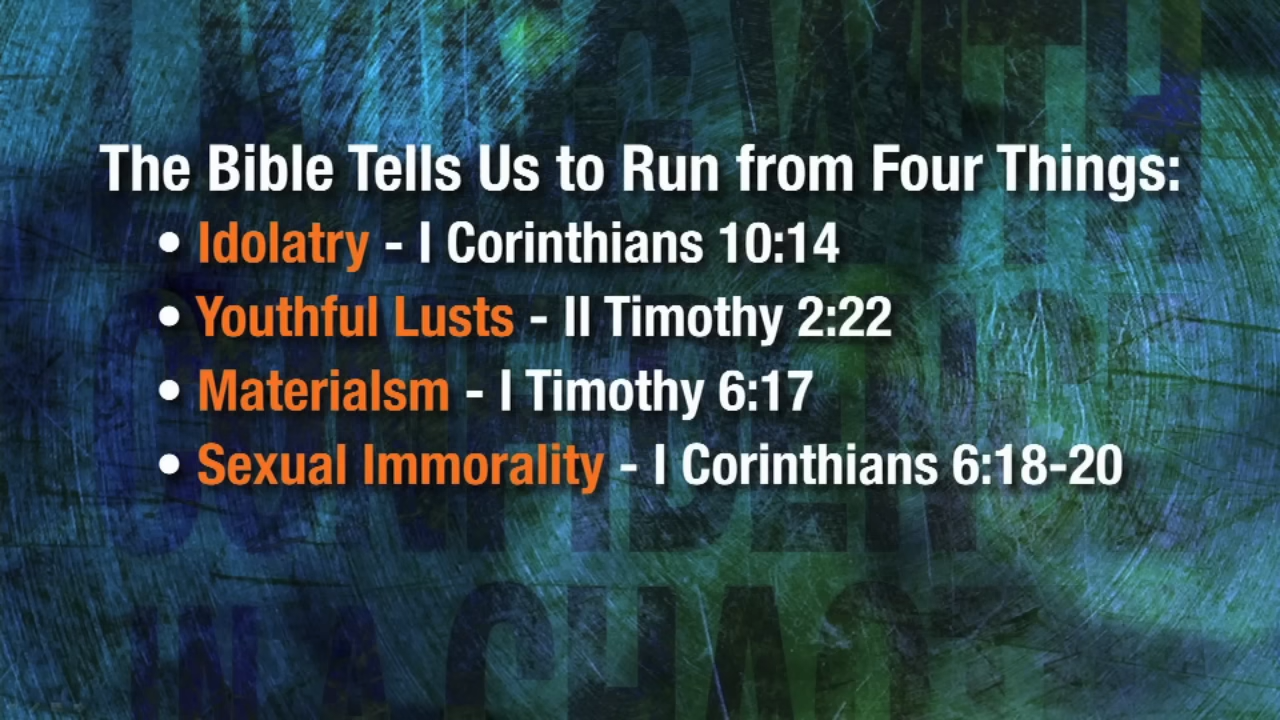 The Bible Tells Us to Run from Four Things:
• Idolatry - I Corinthians 10:14
• Youthful Lusts - II Timothy 2:22
• Materialsm - I Timothy 6:17
• Sexual Immorality - I Corinthians 6:18-20